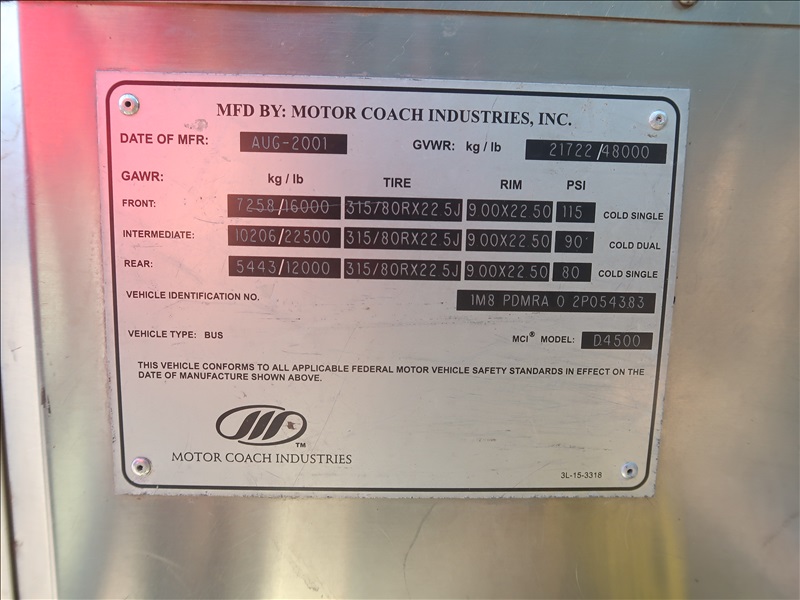 MFD BY: MOTOR COACH INDUSTRIES, INC.
DATE OF MFR: AUG-2001 GVWR: kg / lb 21722/48000
GAWR: kg / lb TIRE RIM PSI
FRONT: 7258/16000 315/80RX22 5J 9 00X22 50 115 COLD SINGLE
INTERMEDIATE: 10206/22500 315/80RX22 5J 9 00X22 50 90 COLD DUAL
REAR: 5443/12000 315/80RX22 5J 9 00X22 50 80 COLD SINGLE
VEHICLE IDENTIFICATION NO. 1M8 PDMRA 0 2P054383
VEHICLE TYPE: BUS MCI® MODEL: D4500
THIS VEHICLE CONFORMS TO ALL APPLICABLE FEDERAL MOTOR VEHICLE SAFETY STANDARDS IN EFFECT ON THE
DATE OF MANUFACTURE SHOWN ABOVE.
TM
MOTOR COACH INDUSTRIES
3L-15-3318